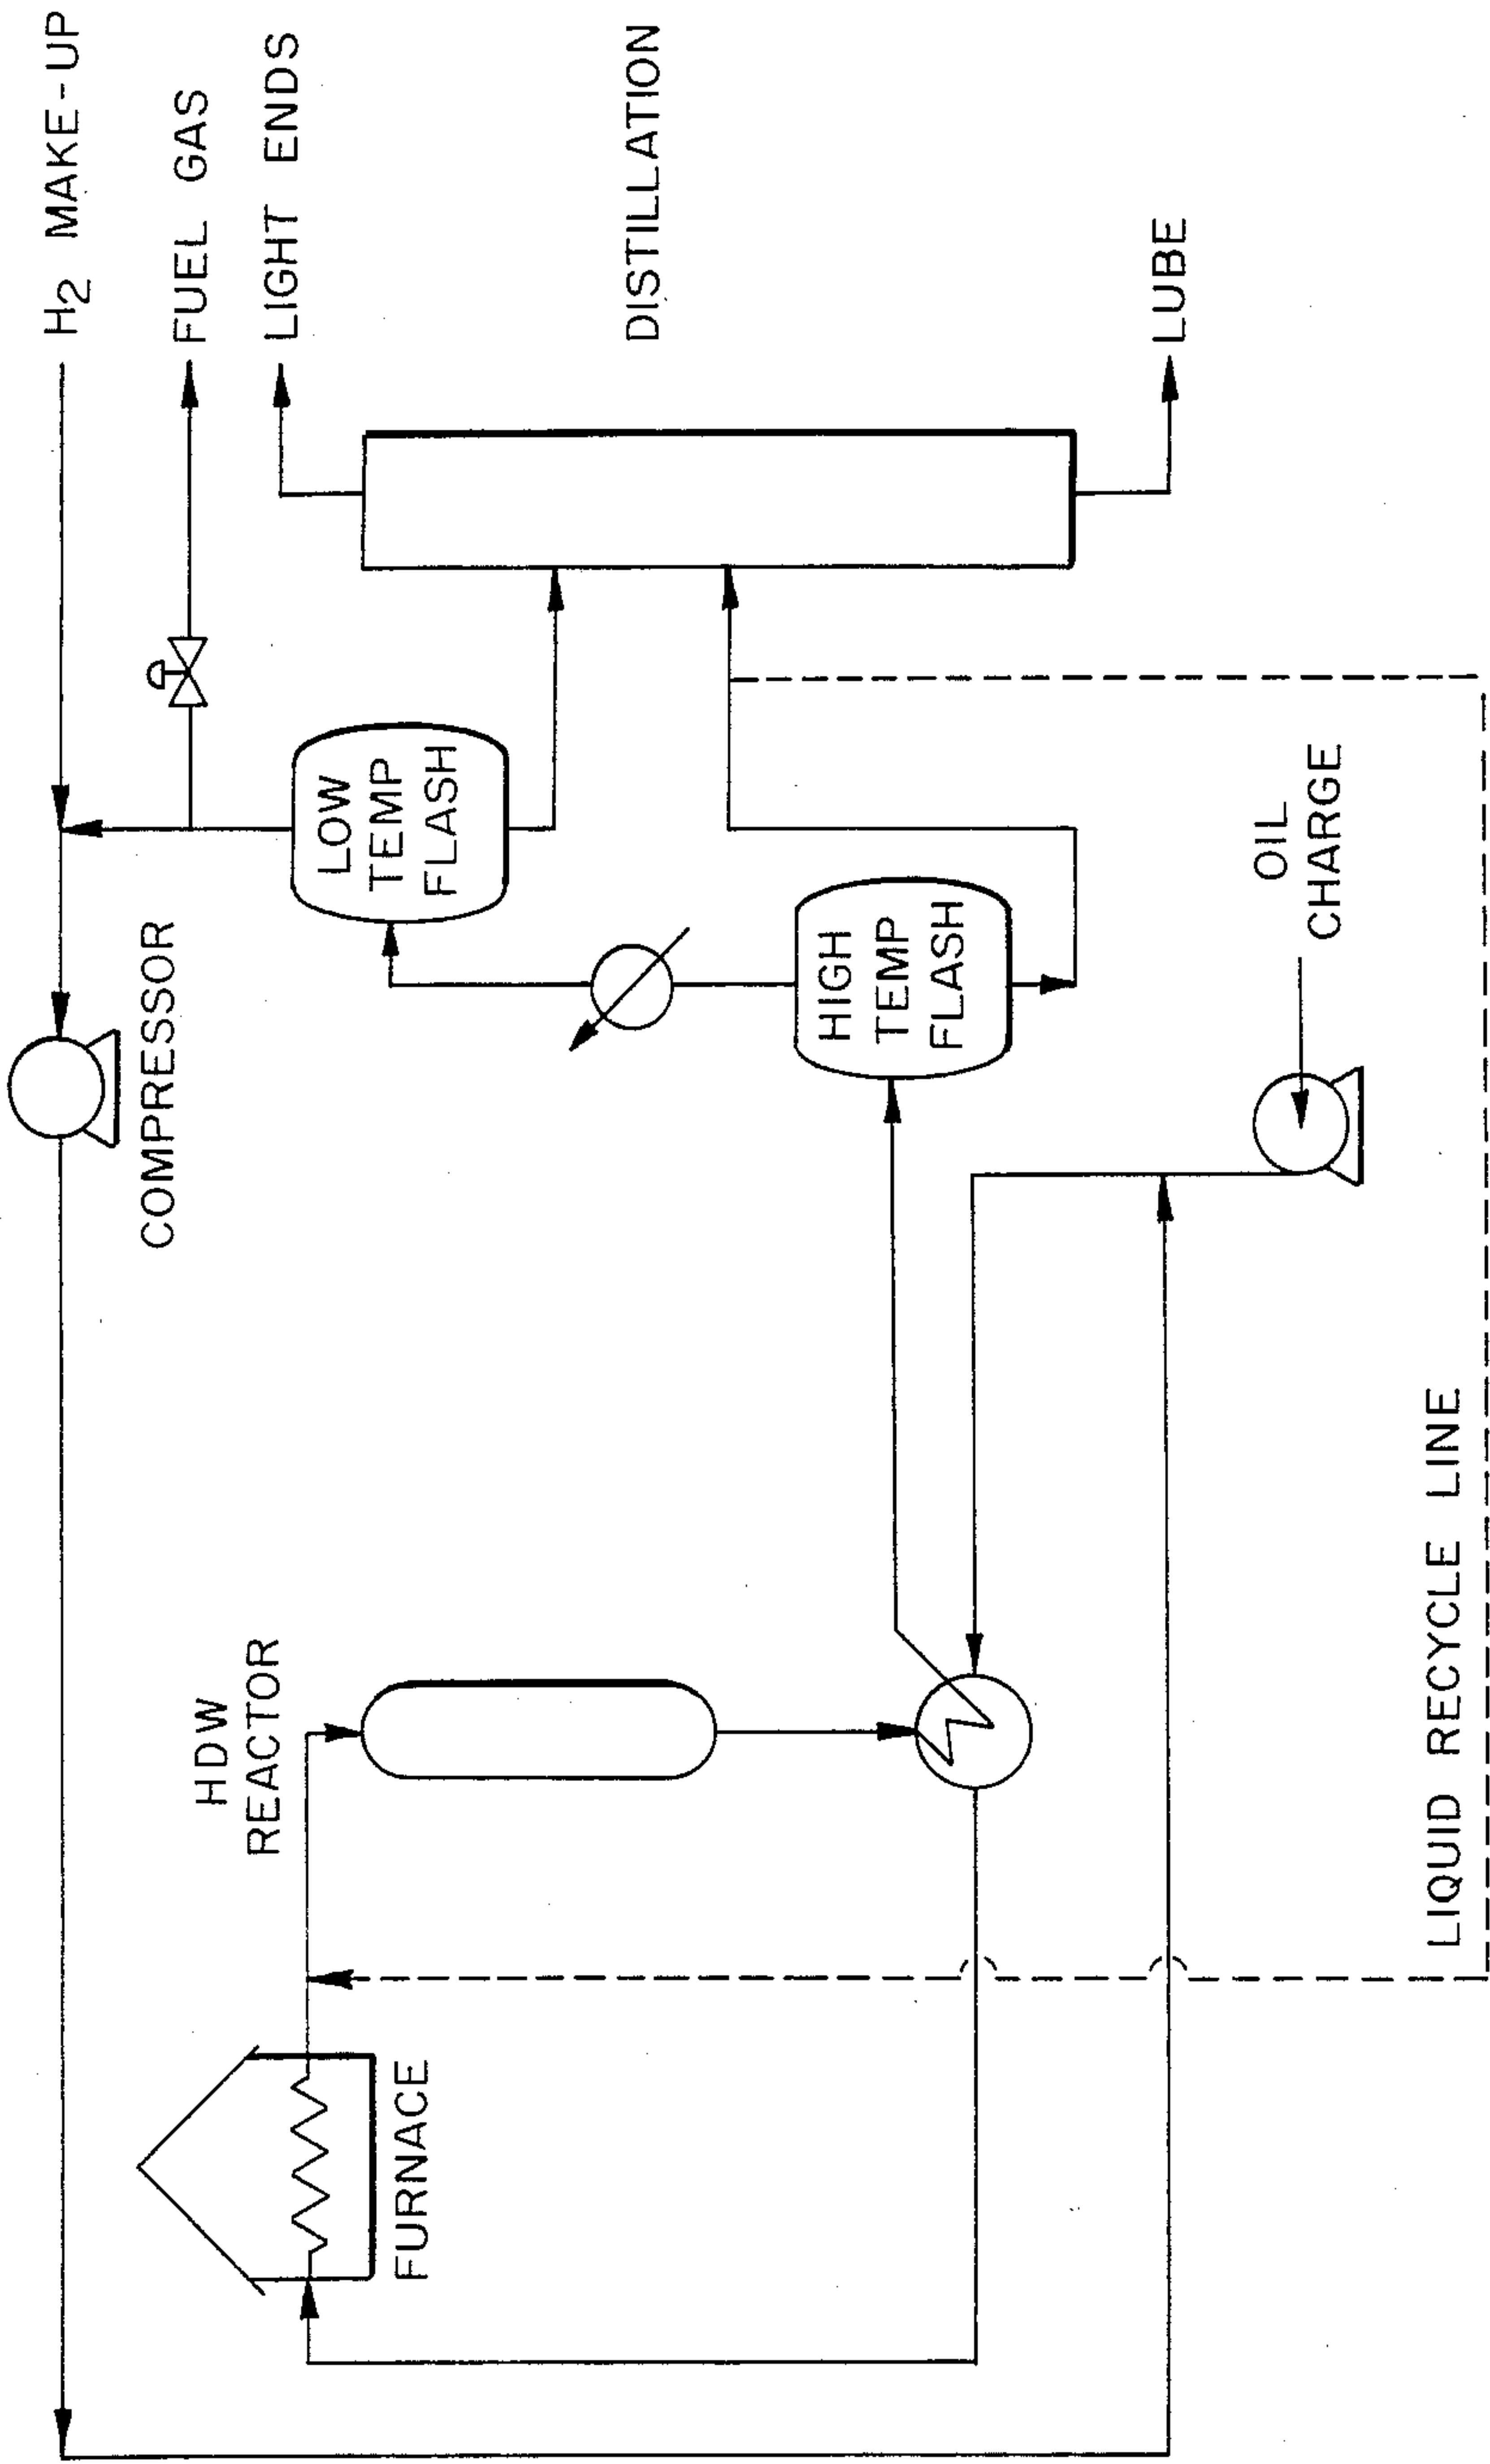 H2 MAKE-UP
FUEL GAS
LIGHT ENDS
DISTILLATION
LUBE
COMPRESSOR
LOW
TEMP
FLASH
HIGH
TEMP
FLASH
OIL
CHARGE
HDW
REACTOR
FURNACE
LIQUID RECYCLE LINE